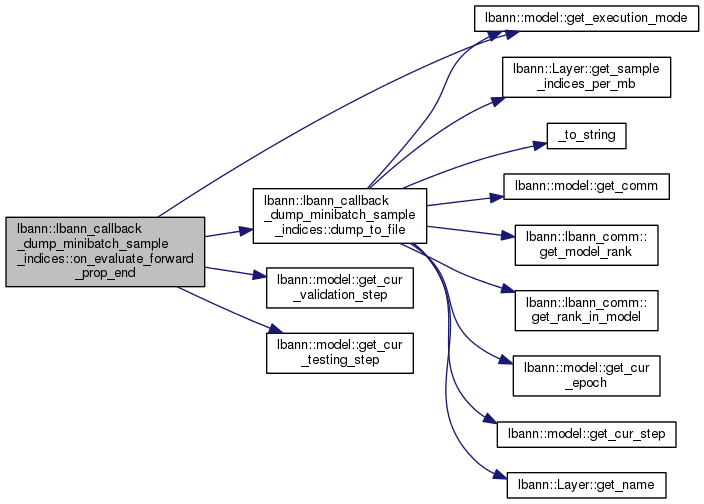 lbann::lbann_callback
_dump_minibatch_sample
_indices::on_evaluate_forward
_prop_end
lbann::lbann_callback
_dump_minibatch_sample
_indices::dump_to_file
lbann::model::get_cur
_validation_step
lbann::model::get_cur
_testing_step
lbann::model::get_execution_mode
lbann::Layer::get_sample
_indices_per_mb
_to_string
lbann::model::get_comm
lbann::lbann_comm::
get_model_rank
lbann::lbann_comm::
get_rank_in_model
lbann::model::get_cur
_epoch
lbann::model::get_cur_step
lbann::Layer::get_name